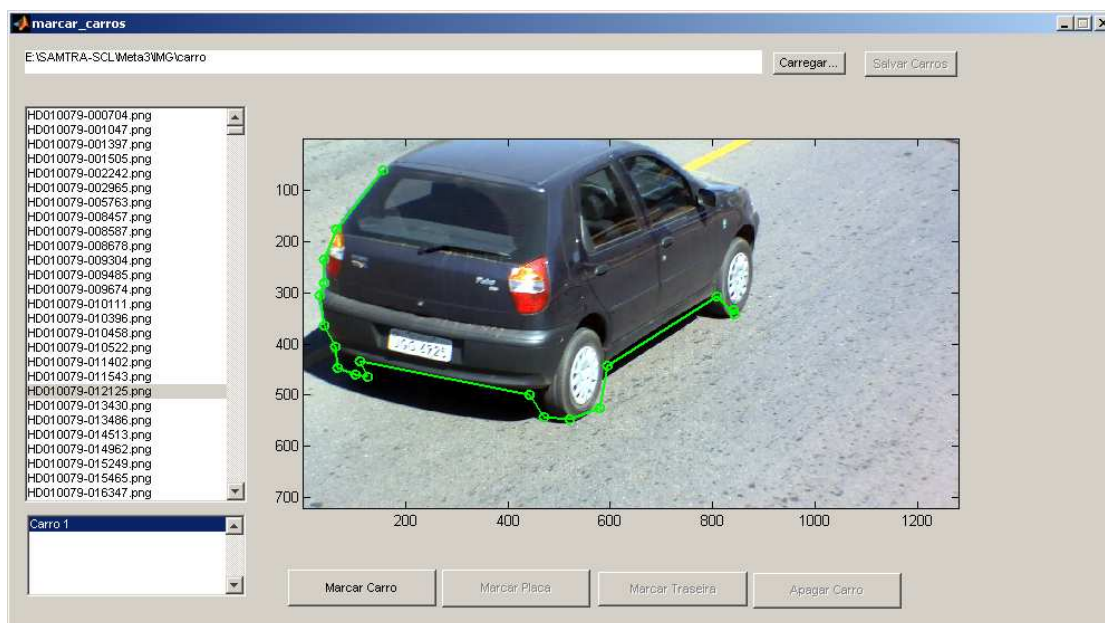 marcar_carros
E:\SAMTRA-SCL\Meta3\IMG\carro
Carregar...
Salvar Carros
HD010079-000704.png
HD010079-001047.png
HD010079-001397.png
HD010079-001505.png
HD010079-002242.png
HD010079-002965.png
HD010079-005763.png
HD010079-008457.png
HD010079-008587.png
HD010079-008678.png
HD010079-009304.png
HD010079-009485.png
HD010079-009674.png
HD010079-010111.png
HD010079-010396.png
HD010079-010458.png
HD010079-010522.png
HD010079-011402.png
HD010079-011543.png
HD010079-012125.png
HD010079-013430.png
HD010079-013486.png
HD010079-014513.png
HD010079-014962.png
HD010079-015249.png
HD010079-015465.png
HD010079-016347.png
100
200
300
400
500
600
700
200
400
600
800
1000
1200
Palio
Carro 1
Marcar Carro
Marcar Placa
Marcar Traseira
Apagar Carro